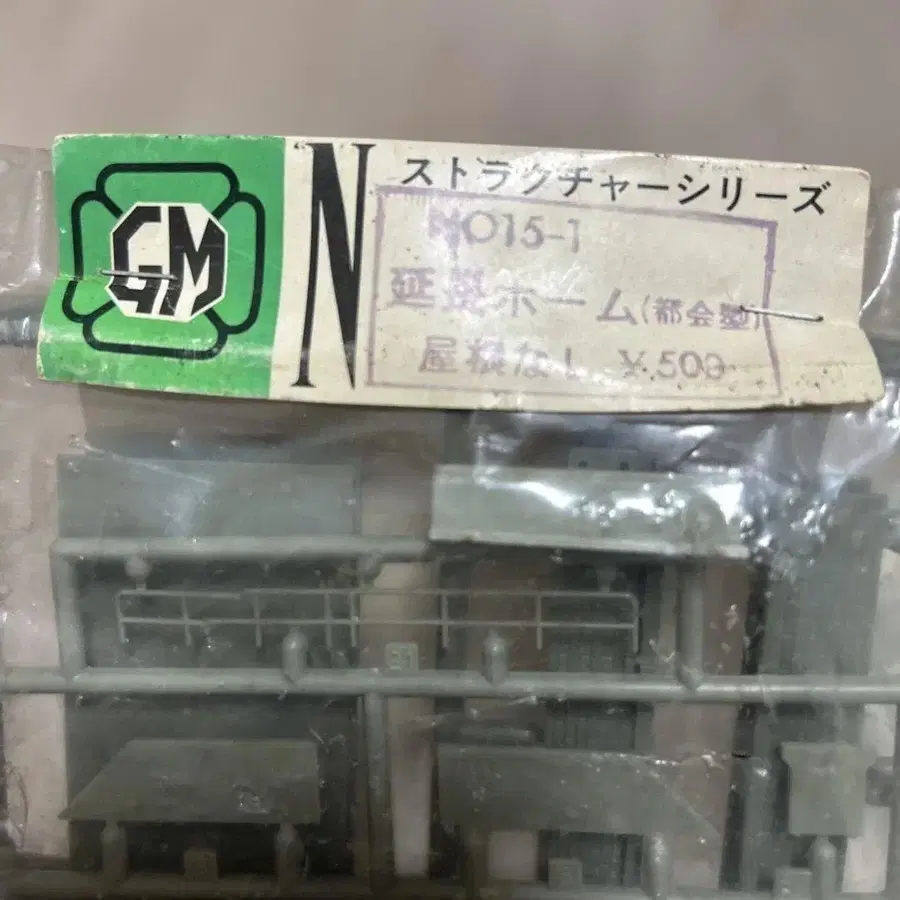 GM
N
ストラクチャーシリーズ
NO15-1
延長ホーム(都会型)
屋根なし ¥500